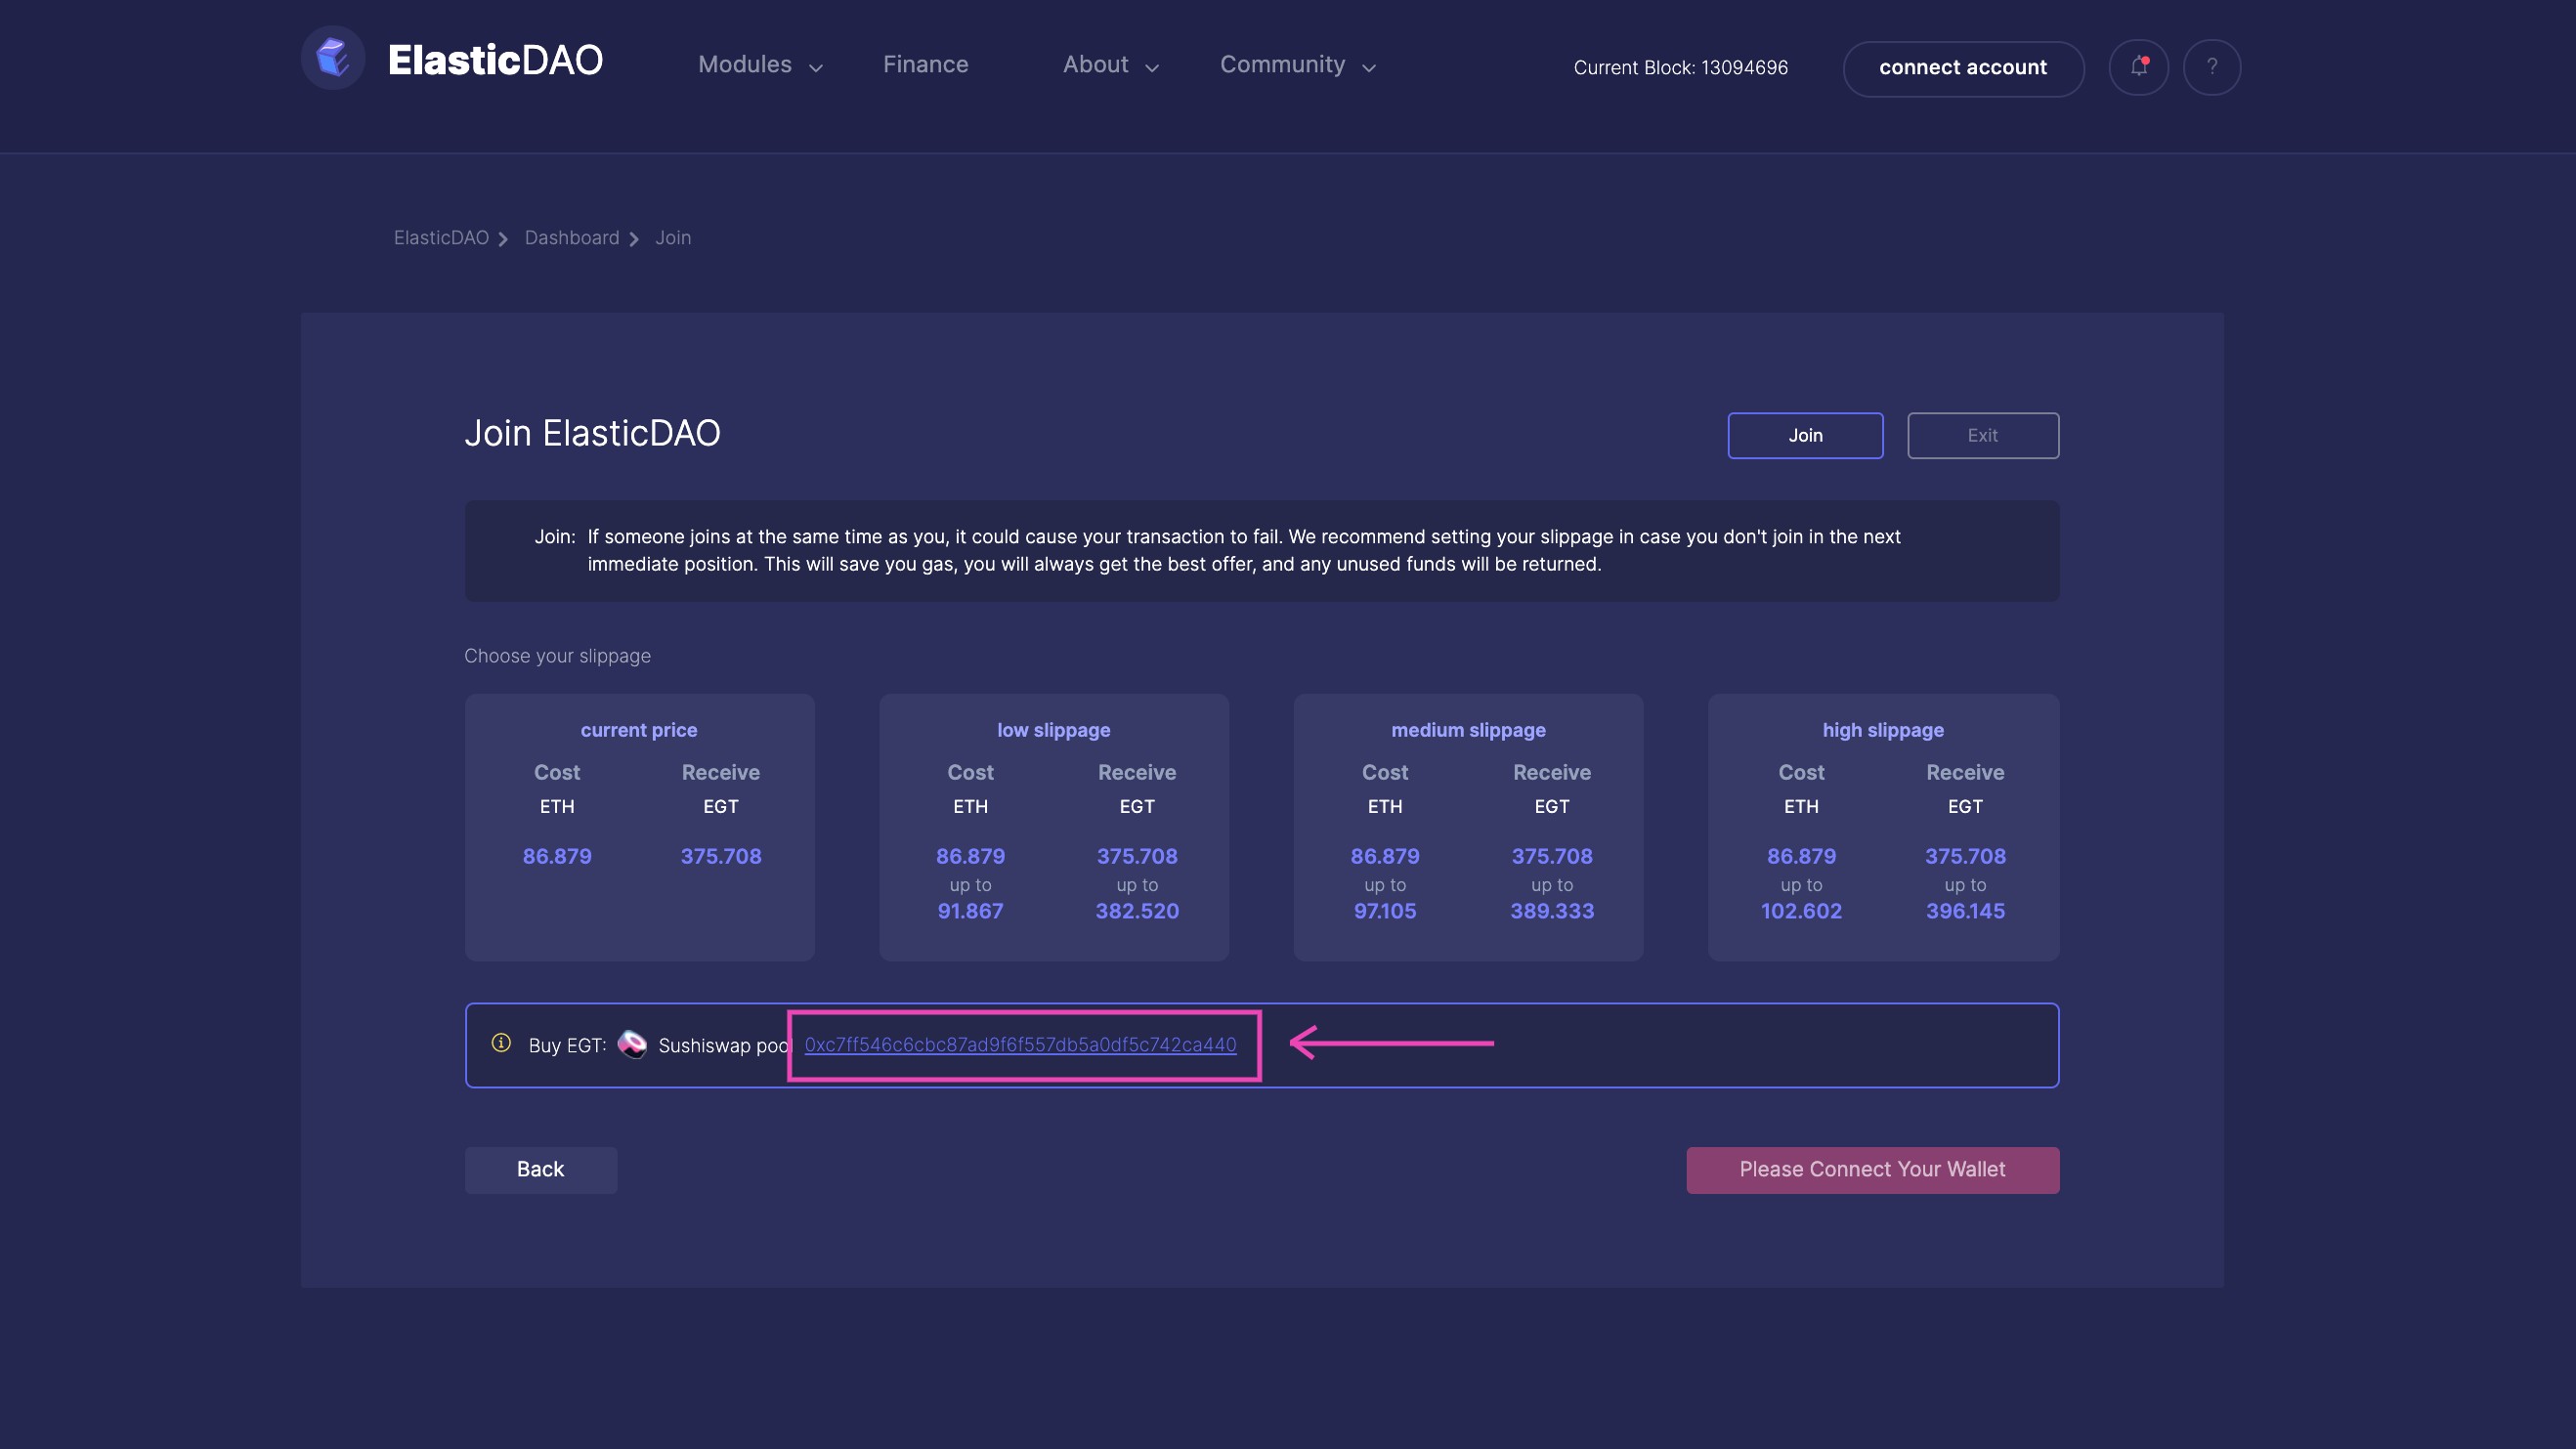 ElasticDAO Modules Finance About Community Current Block: 13094696 connect account ?
ElasticDAO Dashboard Join
Join ElasticDAO Join Exit
Join: If someone joins at the same time as you, it could cause your transaction to fail. We recommend setting your slippage in case you don't join in the next
immediate position. This will save you gas, you will always get the best offer, and any unused funds will be returned.
Choose your slippage
current price
Cost Receive
ETH EGT
86.879 375.708
low slippage
Cost Receive
ETH EGT
86.879 375.708
up to up to
91.867 382.520
medium slippage
Cost Receive
ETH EGT
86.879 375.708
up to up to
97.105 389.333
high slippage
Cost Receive
ETH EGT
86.879 375.708
up to up to
102.602 396.145
Buy EGT: Sushiswap pool 0xc7ff546c6cbc87ad9f6f557db5a0df5c742ca440
Back Please Connect Your Wallet